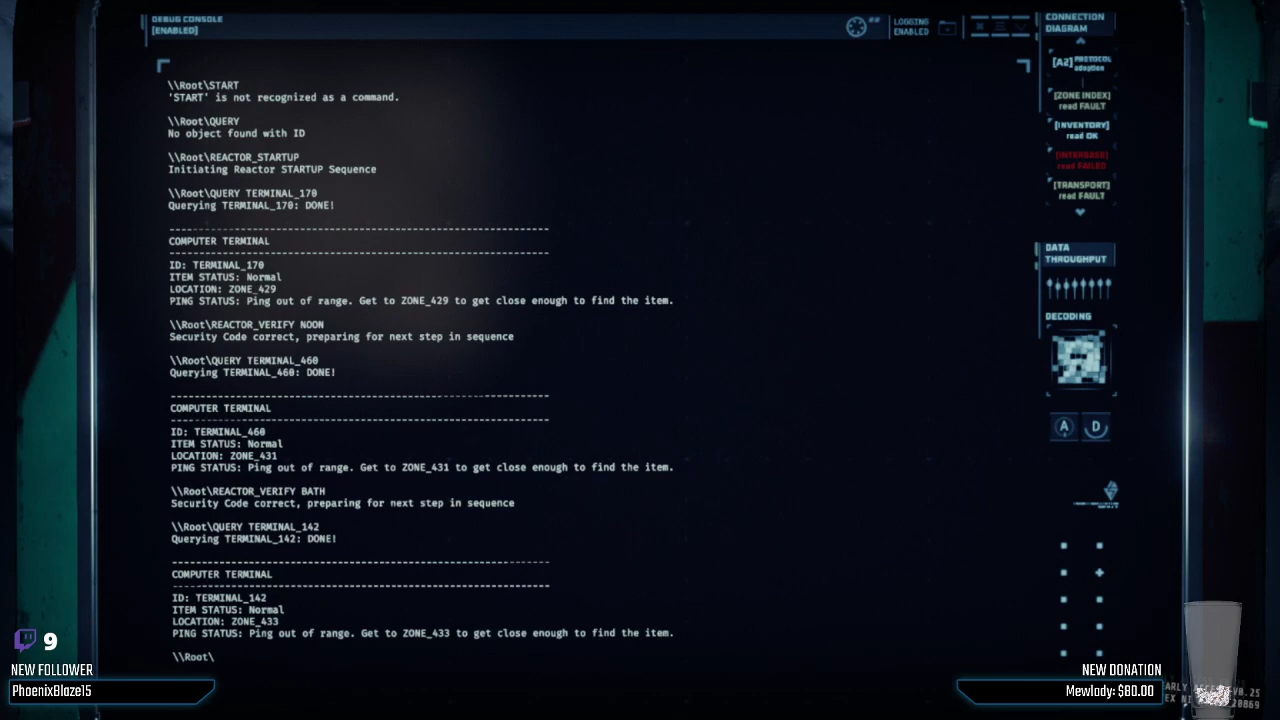 DEBUG CONSOLE
[ENABLED]
LOGGING
ENABLED
\\Root\START
'START' is not recognized as a command.
\\Root\QUERY
No object found with ID
\\Root\REACTOR_STARTUP
Initiating Reactor STARTUP Sequence
\\Root\QUERY TERMINAL_170
Querying TERMINAL_170: DONE!
COMPUTER TERMINAL
ID: TERMINAL_170
ITEM STATUS: Normal
LOCATION: ZONE_429
PING STATUS: Ping out of range. Get to ZONE_429 to get close enough to find the item.
\\Root\REACTOR_VERIFY NOON
Security Code correct, preparing for next step in sequence
\\Root\QUERY TERMINAL_460
Querying TERMINAL_460: DONE!
COMPUTER TERMINAL
ID: TERMINAL_460
ITEM STATUS: Normal
LOCATION: ZONE_431
PING STATUS: Ping out of range. Get to ZONE_431 to get close enough to find the item.
\\Root\REACTOR_VERIFY BATH
Security Code correct, preparing for next step in sequence
\\Root\QUERY TERMINAL_142
Querying TERMINAL_142: DONE!
COMPUTER TERMINAL
ID: TERMINAL_142
ITEM STATUS: Normal
LOCATION: ZONE_433
PING STATUS: Ping out of range. Get to ZONE_433 to get close enough to find the item.
\\Root\
CONNECTION
DIAGRAM
[A2] PROTOCOL
adoption
[ZONE INDEX]
read FAULT
[INVENTORY]
read OK
read FAILED
[TRANSPORT]
read FAULT
DATA
THROUGHPUT
DECODING
A D
9
NEW FOLLOWER
PhoenixBlaze15
NEW DONATION
Mewlady: $80.00